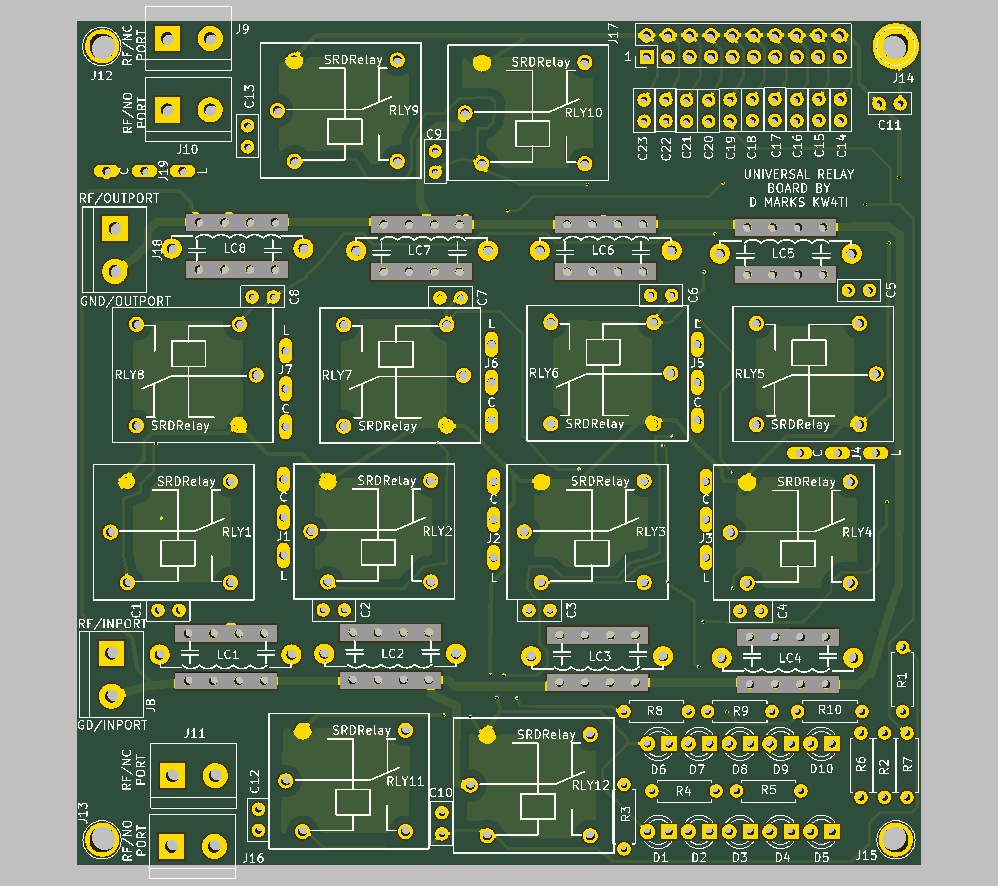 RF/NC
PORT
J9
J12
J17
1
J14
SRDRelay
RLY9
SRDRelay
RLY10
C13
C9
RF/NO
PORT
J10
C23
C22
C21
C20
C19
C18
C17
C16
C15
C14
C11
C
J19
L
UNIVERSAL RELAY
BOARD BY
D MARKS KW4TI
RF/OUTPORT
J18
GND/OUTPORT
LC8
LC7
LC6
LC5
C8
C7
C6
C5
RLY8
SRDRelay
L
J7
C
RLY7
SRDRelay
L
J6
C
RLY6
SRDRelay
L
J5
C
RLY5
SRDRelay
C
J4
L
SRDRelay
RLY1
C
J1
L
SRDRelay
RLY2
C
J2
L
SRDRelay
RLY3
C
J3
L
SRDRelay
RLY4
C1
C2
C3
C4
RF/INPORT
J8
GD/INPORT
LC1
LC2
LC3
LC4
R1
R8
R9
R10
J11
RF/NC
PORT
C12
SRDRelay
RLY11
C10
SRDRelay
RLY12
D6
D7
D8
D9
D10
R6
R2
R7
R4
R5
R3
J13
RF/NO
PORT
J16
D1
D2
D3
D4
D5
J15